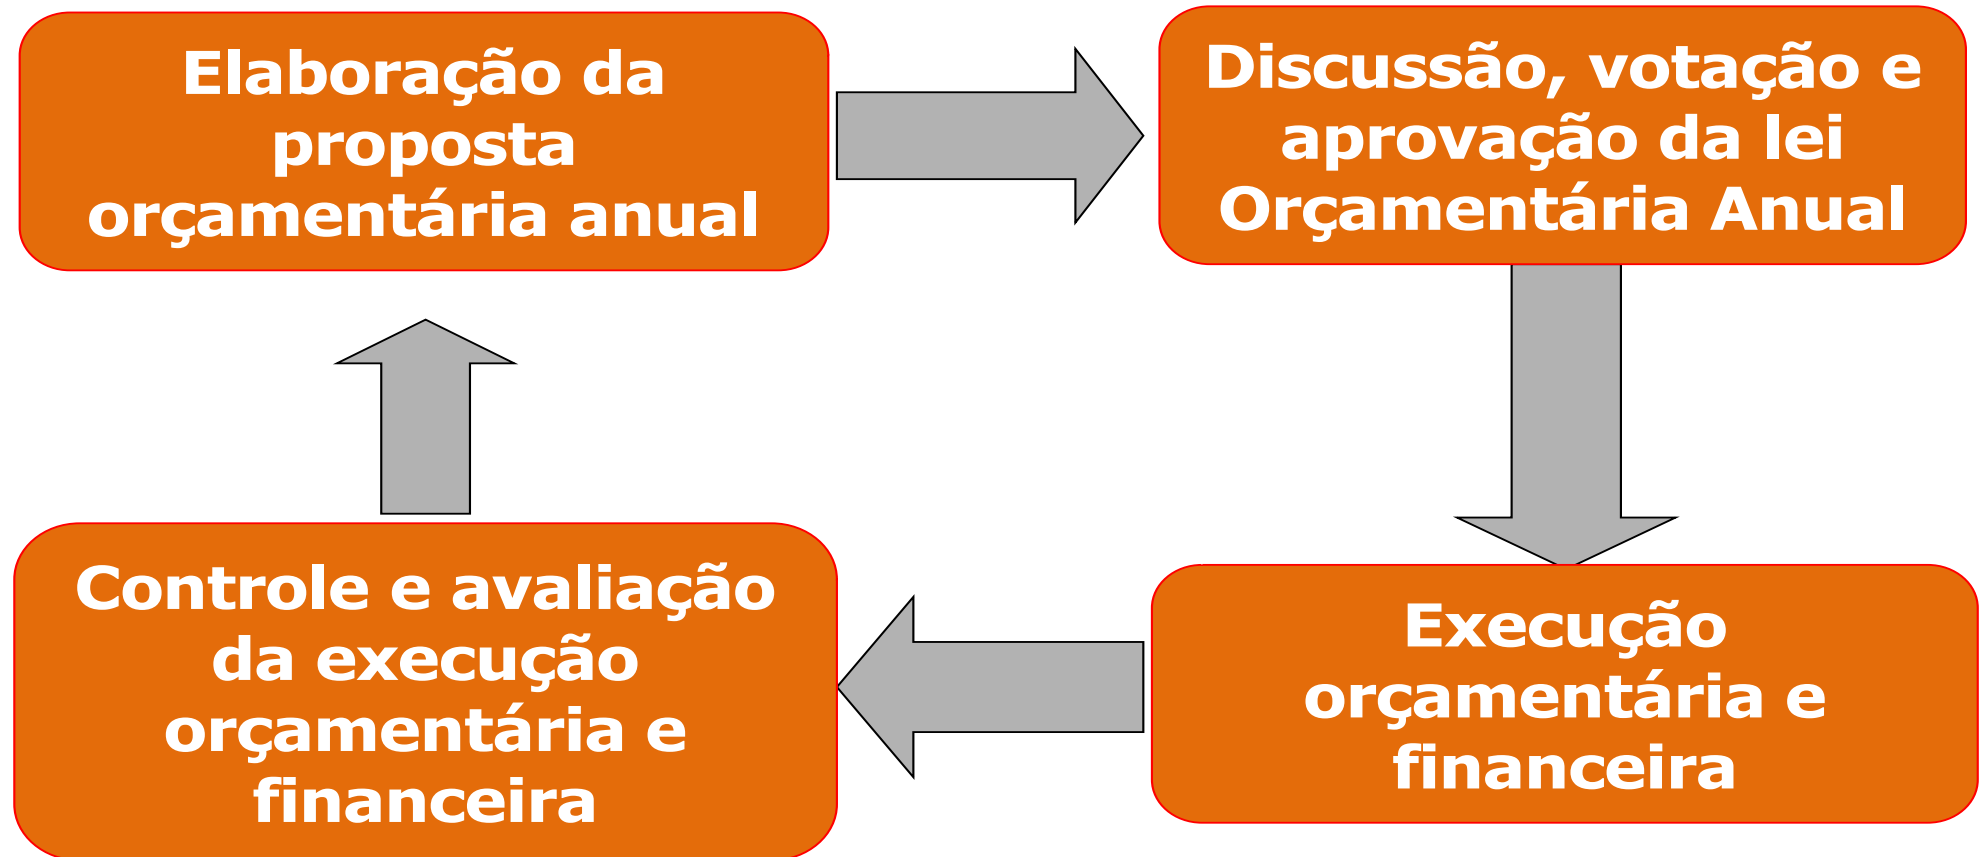 Elaboração da
proposta
orçamentária anual
Discussão, votação e
aprovação da lei
Orçamentária Anual
Controle e avaliação
da execução
orçamentária e
financeira
Execução
orçamentária e
financeira